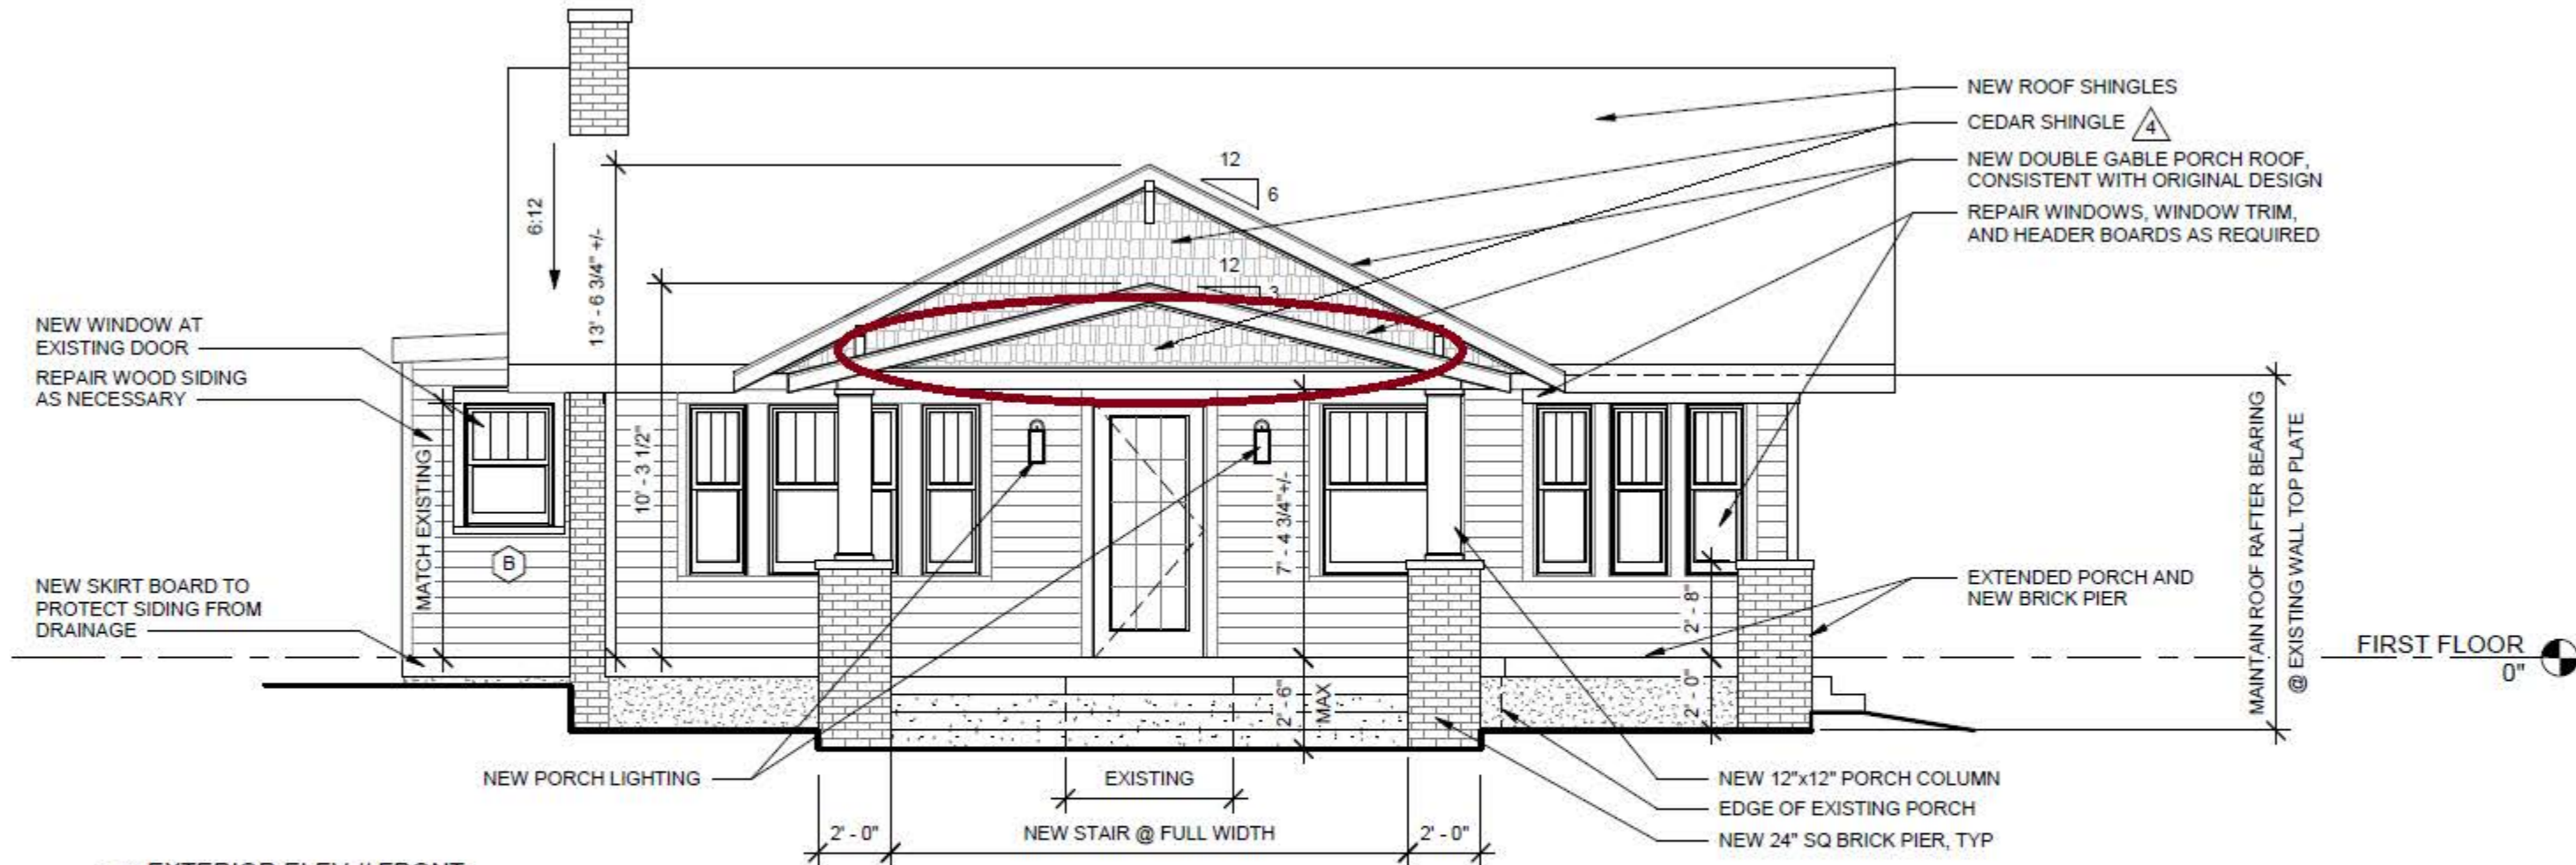 NEW ROOF SHINGLES
CEDAR SHINGLE 4
NEW DOUBLE GABLE PORCH ROOF,
CONSISTENT WITH ORIGINAL DESIGN
REPAIR WINDOWS, WINDOW TRIM,
AND HEADER BOARDS AS REQUIRED
12
6
12
3
6:12
13' - 6 3/4" +/-
10' - 3 1/2"
NEW WINDOW AT
EXISTING DOOR
REPAIR WOOD SIDING
AS NECESSARY
MATCH EXISTING
B
7' - 4 3/4"+/-
NEW SKIRT BOARD TO
PROTECT SIDING FROM
DRAINAGE
2' - 8"
2' - 0"
2' - 6"
MAX
EXTENDED PORCH AND
NEW BRICK PIER
MAINTAIN ROOF RAFTER BEARING
@ EXISTING WALL TOP PLATE
FIRST FLOOR
0"
NEW PORCH LIGHTING
EXISTING
NEW 12"x12" PORCH COLUMN
EDGE OF EXISTING PORCH
NEW 24" SQ BRICK PIER, TYP
2' - 0"
NEW STAIR @ FULL WIDTH
2' - 0"
EXTERIOR ELEV // FRONT